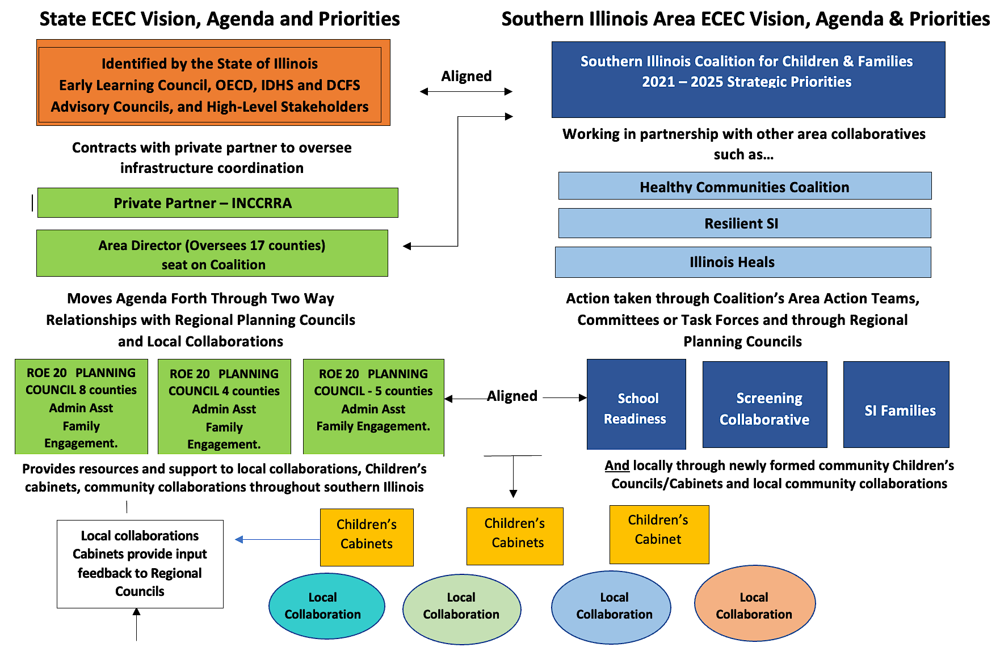 State ECEC Vision, Agenda and Priorities
Southern Illinois Area ECEC Vision, Agenda & Priorities
Identified by the State of Illinois
Early Learning Council, OECD, IDHS and DCFS
Advisory Councils, and High-Level Stakeholders
Aligned
Southern Illinois Coalition for Children & Families
2021 – 2025 Strategic Priorities
Contracts with private partner to oversee
infrastructure coordination
Working in partnership with other area collaboratives
such as…
Private Partner – INCCRRA
Healthy Communities Coalition
Resilient SI
Area Director (Oversees 17 counties)
seat on Coalition
Illinois Heals
Moves Agenda Forth Through Two Way
Relationships with Regional Planning Councils
and Local Collaborations
Action taken through Coalition’s Area Action Teams,
Committees or Task Forces and through Regional
Planning Councils
ROE 20 PLANNING
COUNCIL 8 counties
Admin Asst
Family
Engagement.
ROE 20 PLANNING
COUNCIL 4 counties
Admin Asst
Family
Engagement.
ROE 20 PLANNING
COUNCIL - 5 counties
Admin Asst
Family Engagement.
Aligned
School
Readiness
Screening
Collaborative
SI Families
Provides resources and support to local collaborations, Children’s
cabinets, community collaborations throughout southern Illinois
And locally through newly formed community Children’s
Councils/Cabinets and local community collaborations
Local collaborations
Cabinets provide input
feedback to Regional
Councils
Children’s
Cabinets
Children’s
Cabinets
Children’s
Cabinet
Local
Collaboration
Local
Collaboration
Local
Collaboration
Local
Collaboration